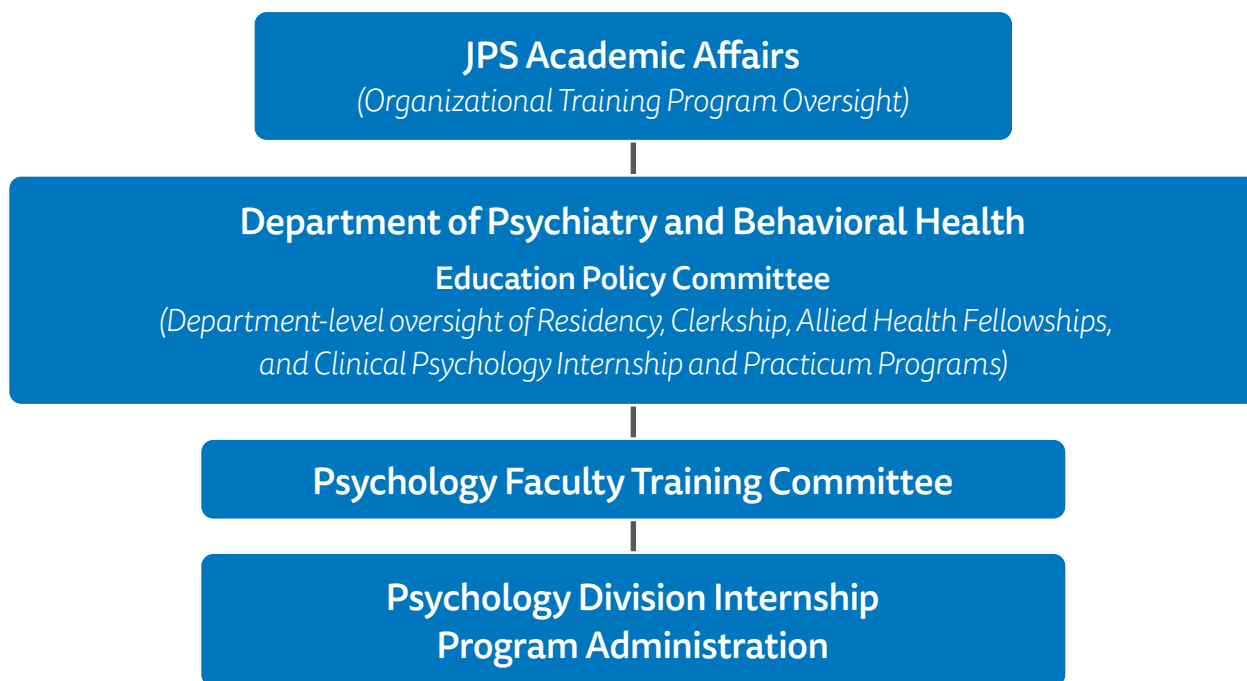 JPS Academic Affairs
(Organizational Training Program Oversight)
Department of Psychiatry and Behavioral Health
Education Policy Committee
(Department-level oversight of Residency, Clerkship, Allied Health Fellowships,
and Clinical Psychology Internship and Practicum Programs)
Psychology Faculty Training Committee
Psychology Division Internship
Program Administration